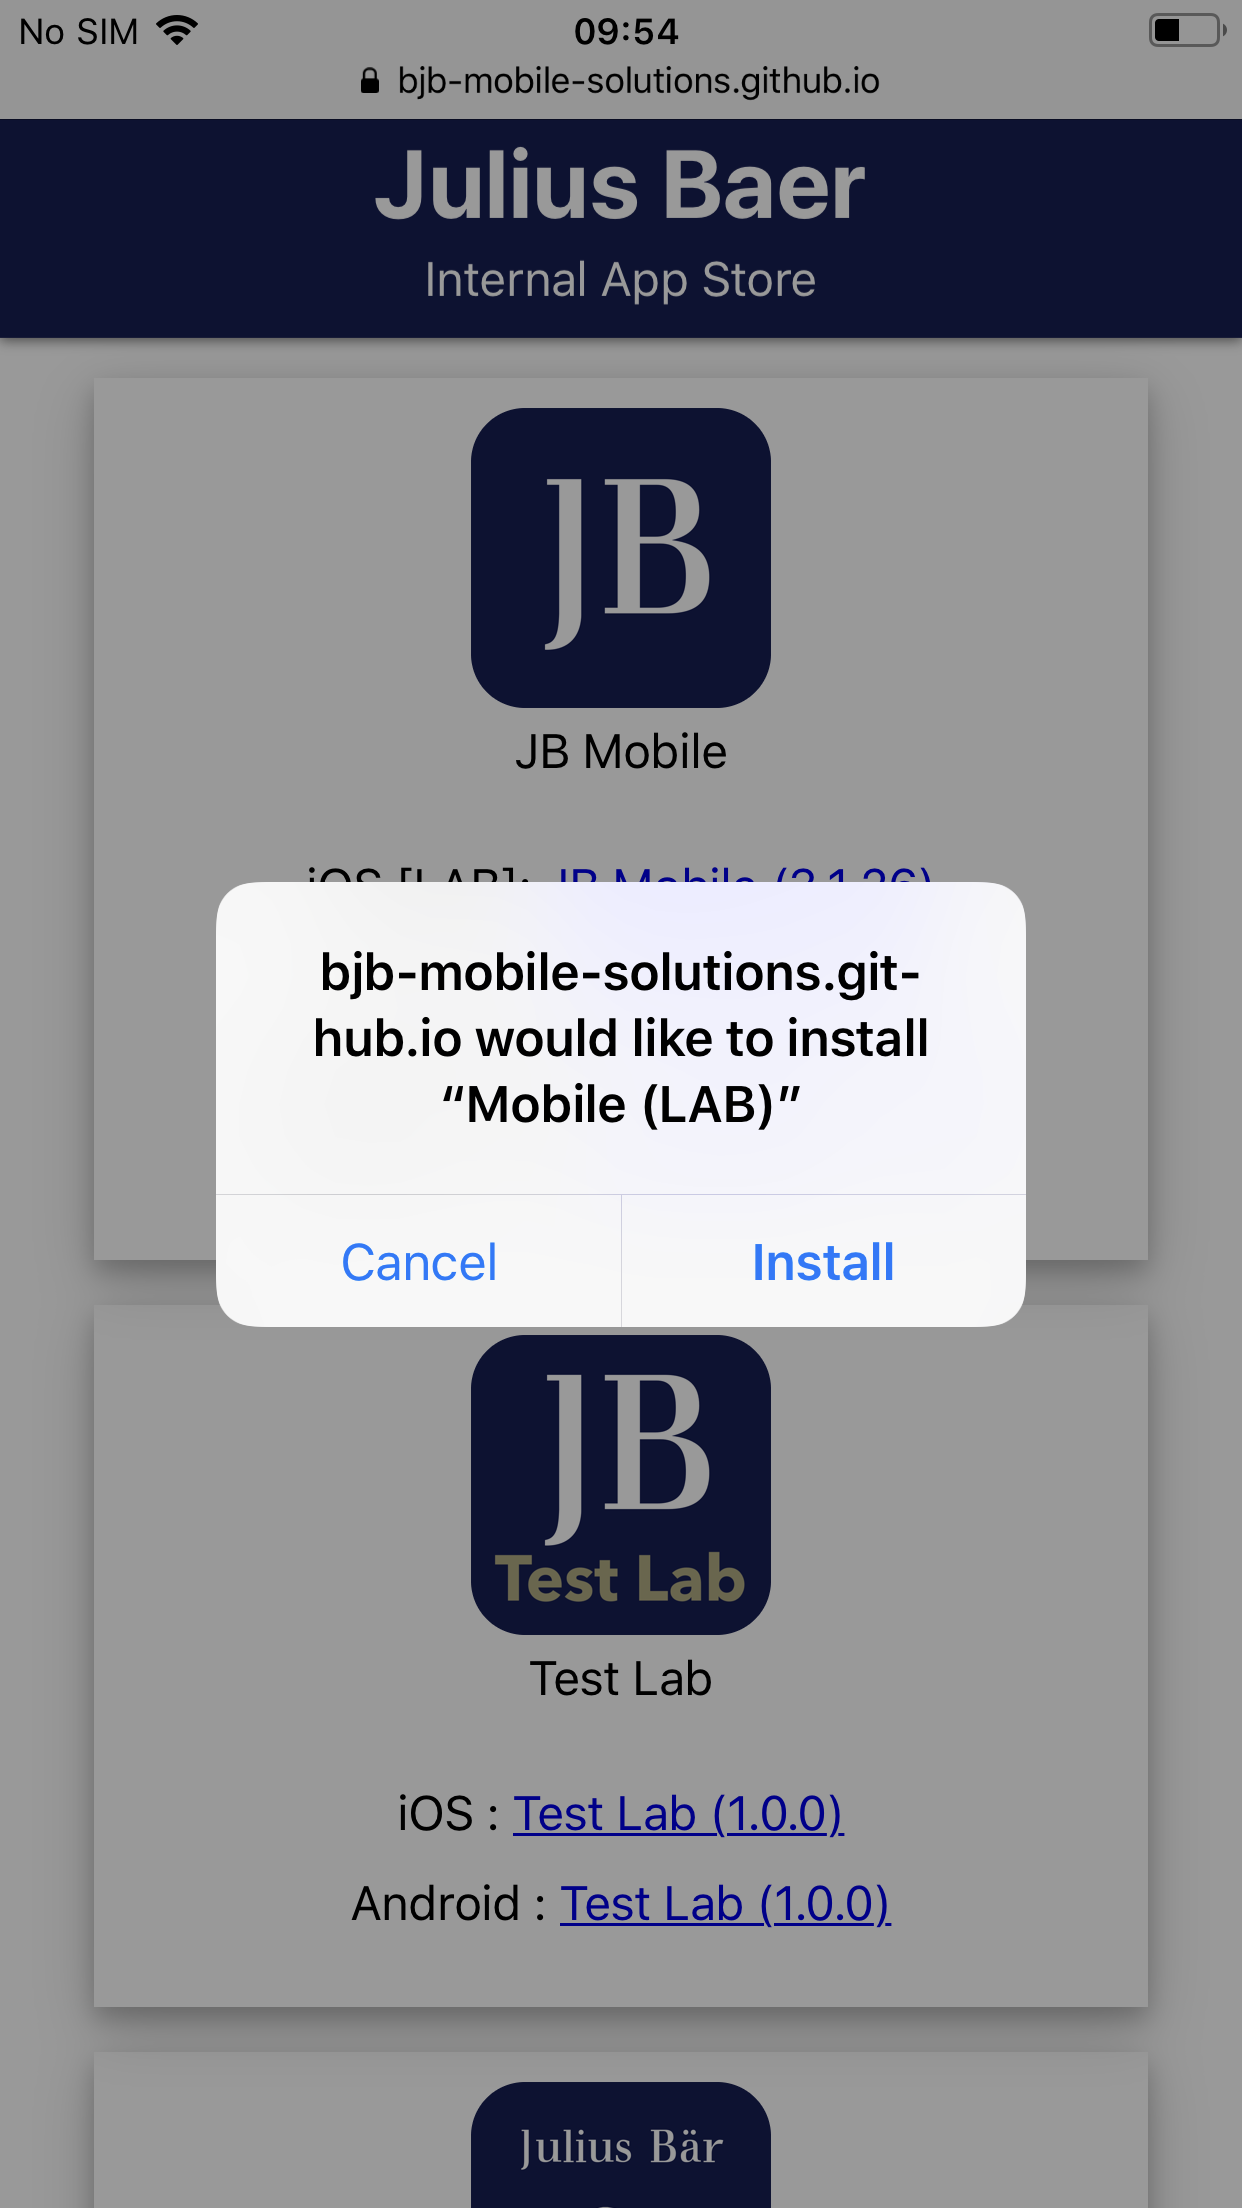 No SIM 09:54
bjb-mobile-solutions.github.io
Julius Baer
Internal App Store
JB
JB Mobile
iOS [LAB]: JB Mobile (2.1.26)
bjb-mobile-solutions.git-
hub.io would like to install
“Mobile (LAB)”
Cancel Install
JB
Test Lab
Test Lab
iOS : Test Lab (1.0.0)
Android : Test Lab (1.0.0)
Julius Bär